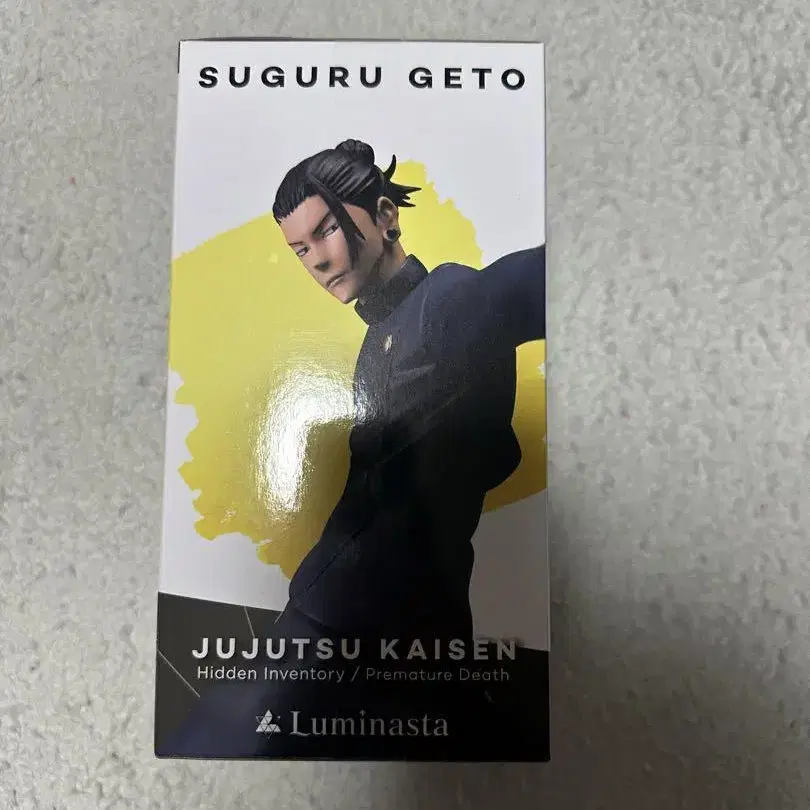 SUGURU GETO
JUJUTSU KAISEN
Hidden Inventory / Premature Death
Luminasta